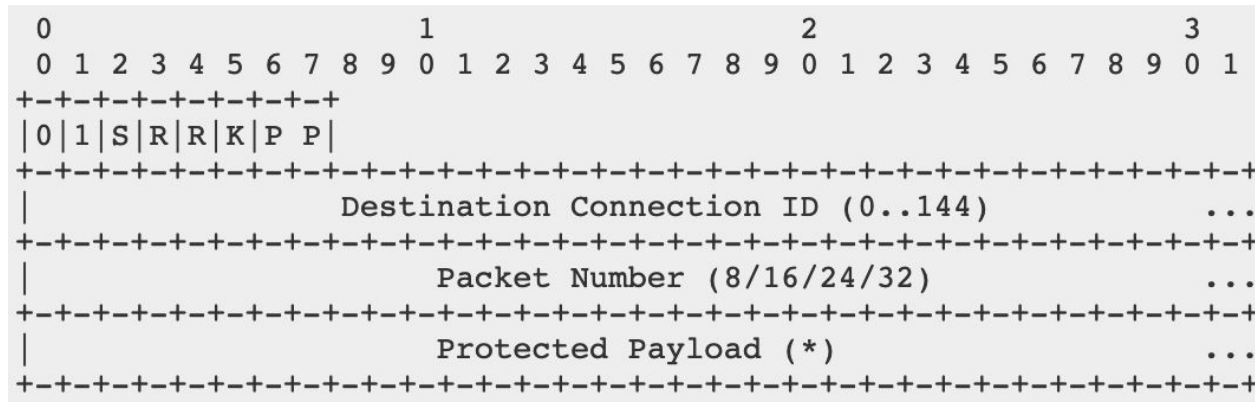 0                   1                   2                   3
0 1 2 3 4 5 6 7 8 9 0 1 2 3 4 5 6 7 8 9 0 1 2 3 4 5 6 7 8 9 0 1
+-+-+-+-+-+-+-+-+
|0|1|S|R|R|K|P P|
+-+-+-+-+-+-+-+-+-+-+-+-+-+-+-+-+-+-+-+-+-+-+-+-+-+-+-+-+-+-+-+-+
| Destination Connection ID (0..144) ...
+-+-+-+-+-+-+-+-+-+-+-+-+-+-+-+-+-+-+-+-+-+-+-+-+-+-+-+-+-+-+-+-+
| Packet Number (8/16/24/32) ...
+-+-+-+-+-+-+-+-+-+-+-+-+-+-+-+-+-+-+-+-+-+-+-+-+-+-+-+-+-+-+-+-+
| Protected Payload (*) ...
+-+-+-+-+-+-+-+-+-+-+-+-+-+-+-+-+-+-+-+-+-+-+-+-+-+-+-+-+-+-+-+-+